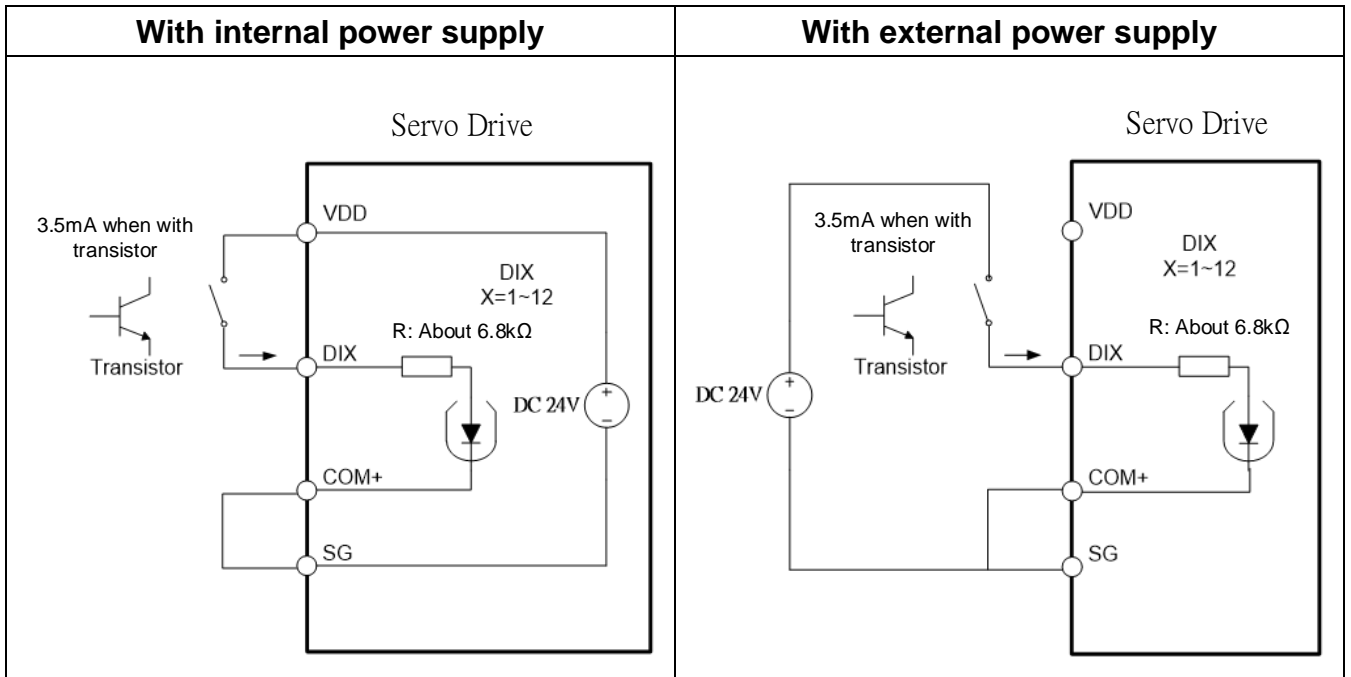 With internal power supply
With external power supply
Servo Drive
VDD
3.5mA when with
transistor
DIX
X=1~12
R: About 6.8kΩ
DIX
Transistor
DC 24V
+
−
COM+
SG
Servo Drive
VDD
3.5mA when with
transistor
DIX
X=1~12
R: About 6.8kΩ
DIX
Transistor
DC 24V
+
−
COM+
SG